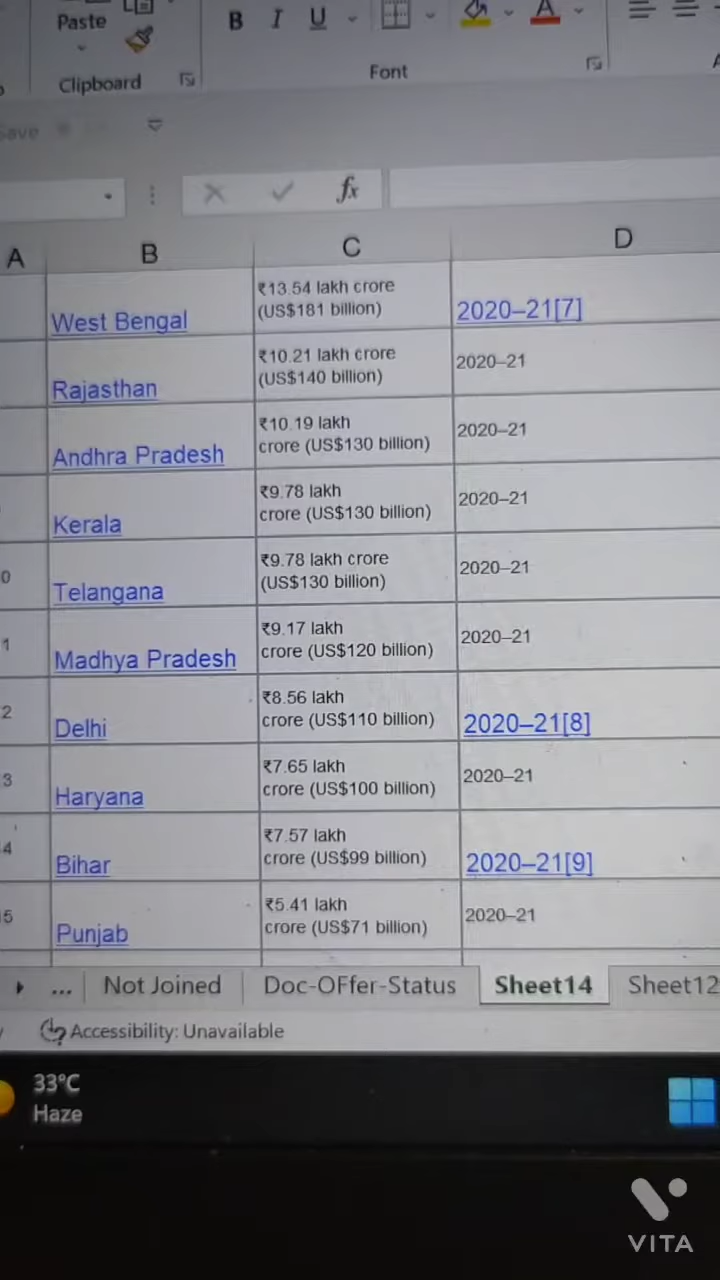 Paste
B I U
A
Clipboard
Font
Save
fx
A B C D
West Bengal
₹13.54 lakh crore
(US$181 billion)
2020–21[7]
Rajasthan
₹10.21 lakh crore
(US$140 billion)
2020–21
Andhra Pradesh
₹10.19 lakh
crore (US$130 billion)
2020–21
Kerala
₹9.78 lakh
crore (US$130 billion)
2020–21
0
Telangana
₹9.78 lakh crore
(US$130 billion)
2020–21
1
Madhya Pradesh
₹9.17 lakh
crore (US$120 billion)
2020–21
2
Delhi
₹8.56 lakh
crore (US$110 billion)
2020–21[8]
3
Haryana
₹7.65 lakh
crore (US$100 billion)
2020–21
4
Bihar
₹7.57 lakh
crore (US$99 billion)
2020–21[9]
5
Punjab
₹5.41 lakh
crore (US$71 billion)
2020–21
... Not Joined Doc-OFfer-Status Sheet14 Sheet12
Accessibility: Unavailable
33°C
Haze
VITA